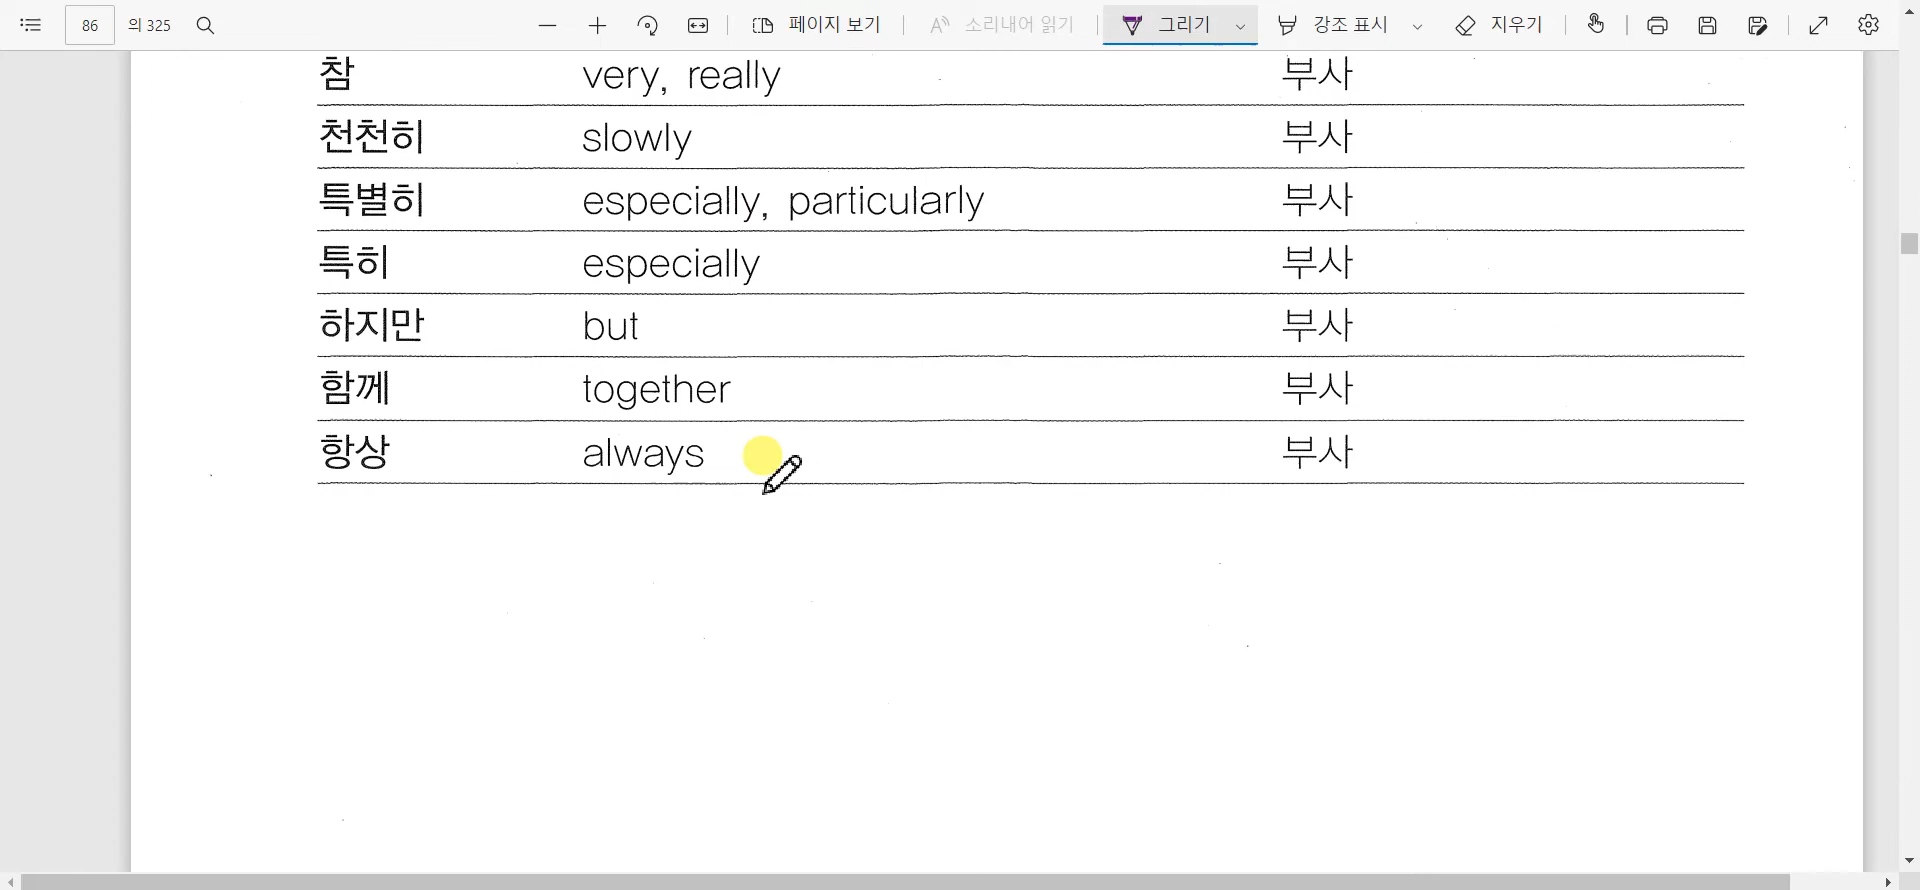 86 의 325 페이지 보기 소리내어 읽기 그리기 강조 표시 지우기
참 very, really 부사
천천히 slowly 부사
특별히 especially, particularly 부사
특히 especially 부사
하지만 but 부사
함께 together 부사
항상 always 부사